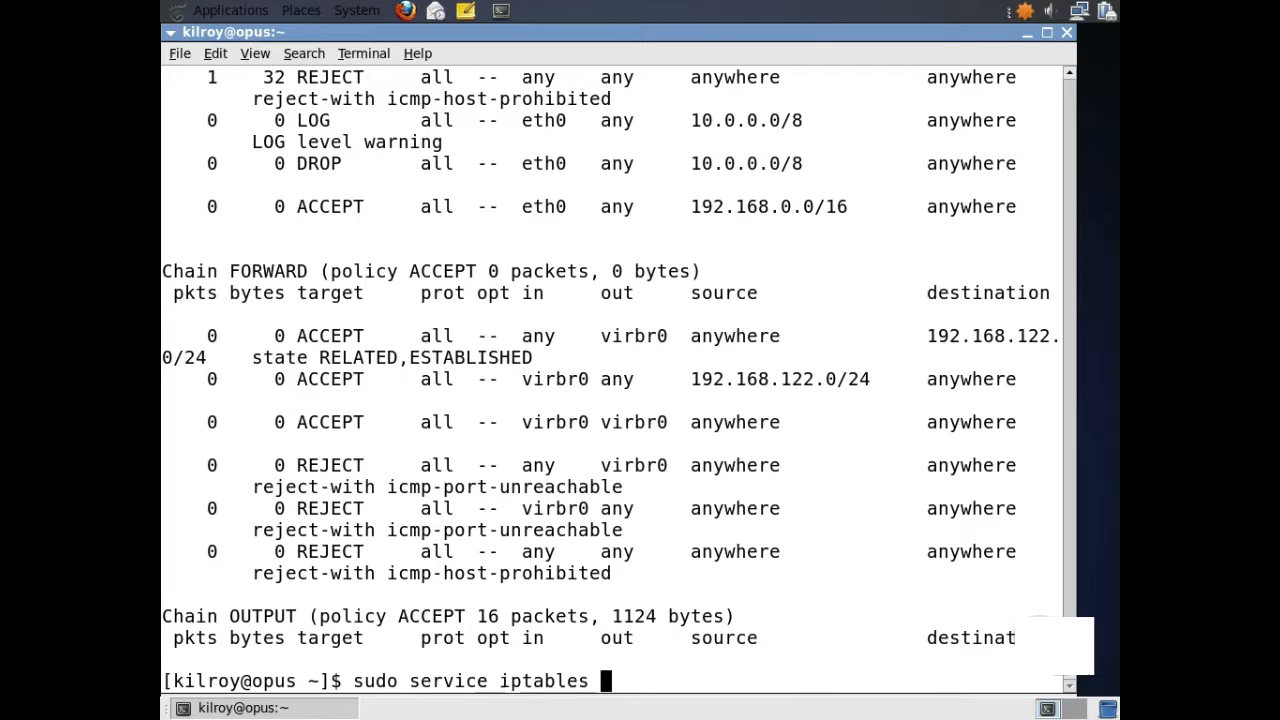 Applications Places System
kilroy@opus:~
File Edit View Search Terminal Help
1 32 REJECT all -- any any anywhere anywhere
reject-with icmp-host-prohibited
0 0 LOG all -- eth0 any 10.0.0.0/8 anywhere
LOG level warning
0 0 DROP all -- eth0 any 10.0.0.0/8 anywhere
0 0 ACCEPT all -- eth0 any 192.168.0.0/16 anywhere
Chain FORWARD (policy ACCEPT 0 packets, 0 bytes)
pkts bytes target prot opt in out source destination
0 0 ACCEPT all -- any virbr0 anywhere 192.168.122.
0/24 state RELATED,ESTABLISHED
0 0 ACCEPT all -- virbr0 any 192.168.122.0/24 anywhere
0 0 ACCEPT all -- virbr0 virbr0 anywhere anywhere
0 0 REJECT all -- any virbr0 anywhere anywhere
reject-with icmp-port-unreachable
0 0 REJECT all -- virbr0 any anywhere anywhere
reject-with icmp-port-unreachable
0 0 REJECT all -- any any anywhere anywhere
reject-with icmp-host-prohibited
Chain OUTPUT (policy ACCEPT 16 packets, 1124 bytes)
pkts bytes target prot opt in out source destinat
[kilroy@opus ~]$ sudo service iptables
kilroy@opus:~